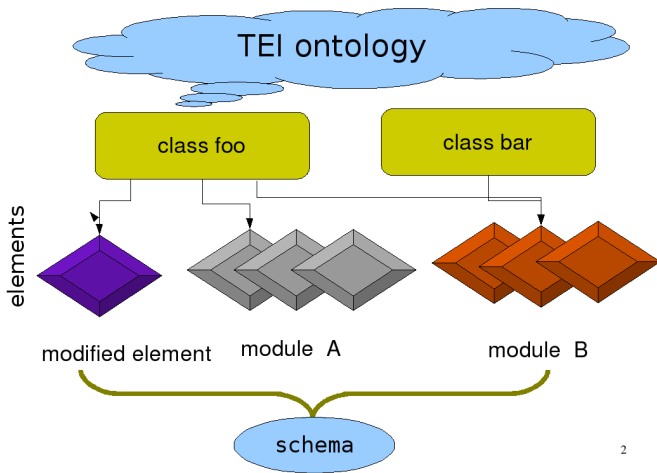 TEI ontology
class foo
class bar
elements
modified element
module A
module B
schema
2